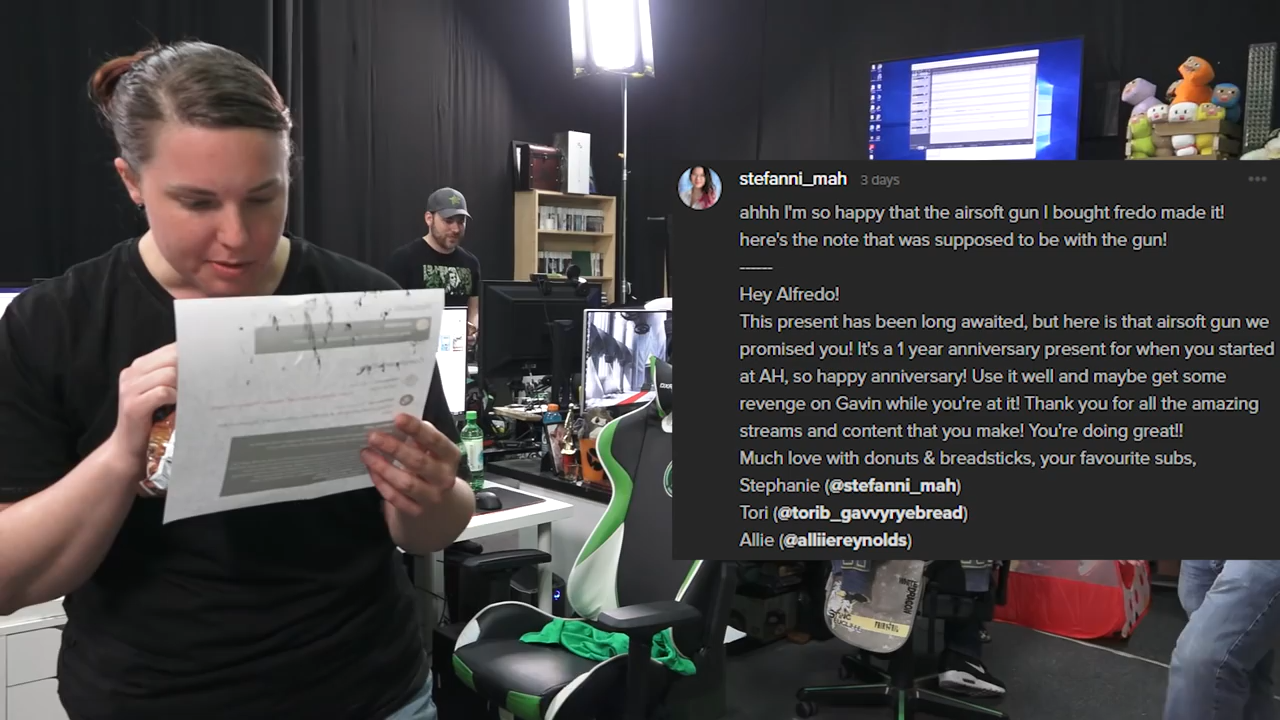 stefanni_mah 3 days
ahhh I'm so happy that the airsoft gun I bought fredo made it!
here's the note that was supposed to be with the gun!
------
Hey Alfredo!
This present has been long awaited, but here is that airsoft gun we
promised you! It's a 1 year anniversary present for when you started
at AH, so happy anniversary! Use it well and maybe get some
revenge on Gavin while you're at it! Thank you for all the amazing
streams and content that you make! You're doing great!!
Much love with donuts & breadsticks, your favourite subs,
Stephanie (@stefanni_mah)
Tori (@torib_gavvyryebread)
Allie (@alliiereynolds)